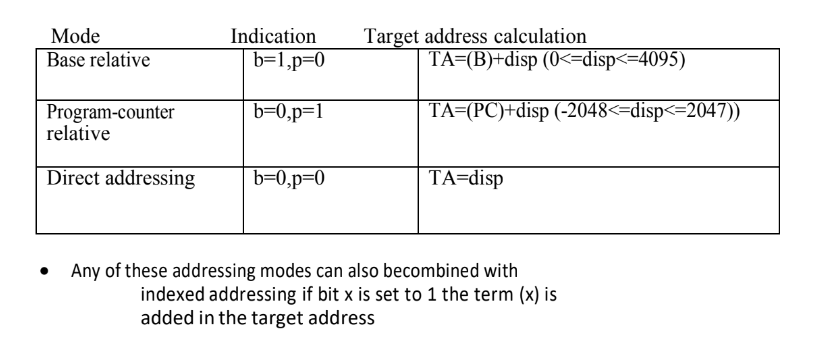 Mode Indication Target address calculation
Base relative b=1,p=0 TA=(B)+disp (0<=disp<=4095)
Program-counter b=0,p=1 TA=(PC)+disp (-2048<=disp<=2047))
relative
Direct addressing b=0,p=0 TA=disp
• Any of these addressing modes can also becombined with
indexed addressing if bit x is set to 1 the term (x) is
added in the target address